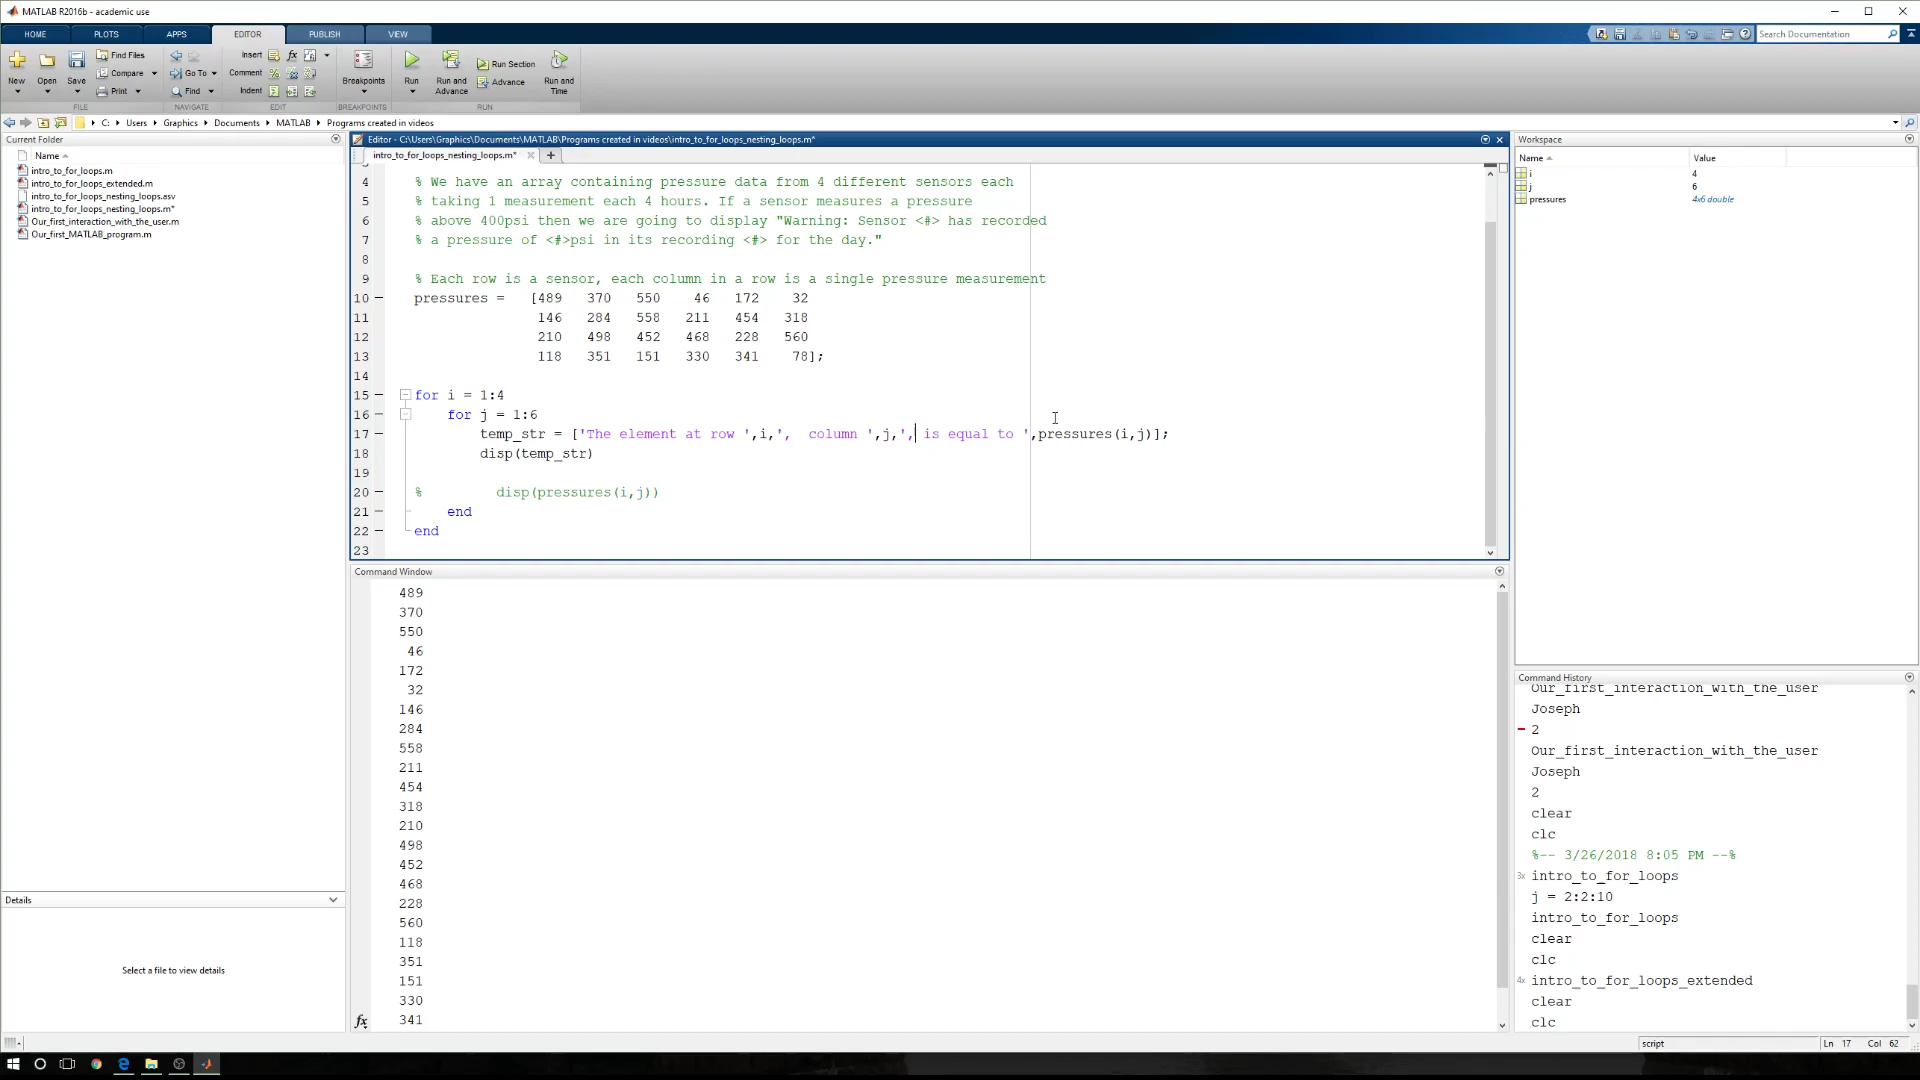 MATLAB R2016b - academic use
HOME PLOTS APPS EDITOR PUBLISH VIEW
Search Documentation
New Open Save
Find Files
Compare
Print
FILE
Go To
Find
NAVIGATE
Insert
Comment
Indent
EDIT
Breakpoints
BREAKPOINTS
Run
Run and Advance
Run Section
Advance
Run and Time
RUN
C: Users Graphics Documents MATLAB Programs created in videos
Current Folder
Name
intro_to_for_loops.m
intro_to_for_loops_extended.m
intro_to_for_loops_nesting_loops.asv
intro_to_for_loops_nesting_loops.m*
Our_first_interaction_with_the_user.m
Our_first_MATLAB_program.m
Details
Select a file to view details
Editor - C:\Users\Graphics\Documents\MATLAB\Programs created in videos\intro_to_for_loops_nesting_loops.m*
intro_to_for_loops_nesting_loops.m*
4 % We have an array containing pressure data from 4 different sensors each
5 % taking 1 measurement each 4 hours. If a sensor measures a pressure
6 % above 400psi then we are going to display "Warning: Sensor <#> has recorded
7 % a pressure of <#>psi in its recording <#> for the day."
8
9 % Each row is a sensor, each column in a row is a single pressure measurement
10 pressures = [489 370 550 46 172 32
11 146 284 558 211 454 318
12 210 498 452 468 228 560
13 118 351 151 330 341 78];
14
15 for i = 1:4
16 for j = 1:6
17 temp_str = ['The element at row ',i,',  column ',j,', is equal to ',pressures(i,j)];
18 disp(temp_str)
19
20 % disp(pressures(i,j))
21 end
22 end
23
Command Window
489
370
550
46
172
32
146
284
558
211
454
318
210
498
452
468
228
560
118
351
151
330
341
fx
Workspace
Name Value
i 4
j 6
pressures 4x6 double
Command History
Our_first_interaction_with_the_user
Joseph
2
Our_first_interaction_with_the_user
Joseph
2
clear
clc
%-- 3/26/2018 8:05 PM --%
3x intro_to_for_loops
j = 2:2:10
intro_to_for_loops
clear
clc
4x intro_to_for_loops_extended
clear
clc
script Ln 17 Col 62